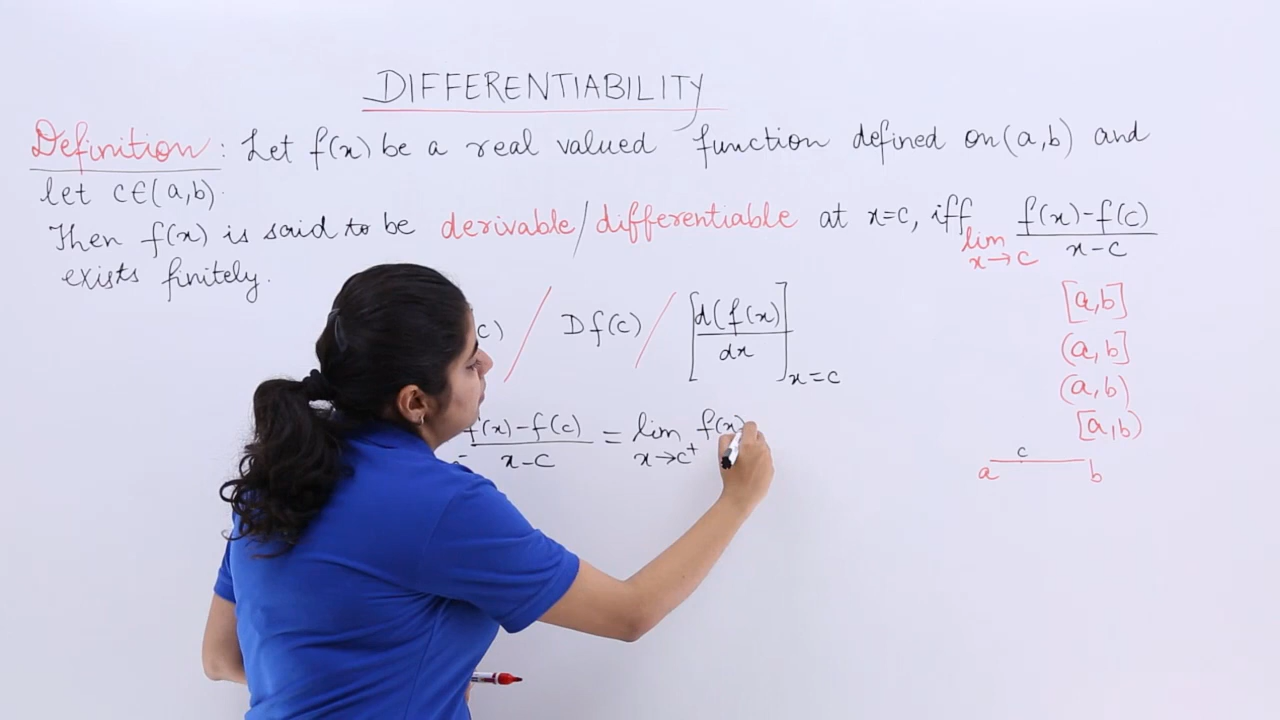 DIFFERENTIABILITY
Definition : Let f(x) be a real valued function defined on (a,b) and
let c∈(a,b).
Then f(x) is said to be derivable/differentiable at x=c, iff lim x→c f(x)-f(c) / x-c
exists finitely.
(c) / Df(c) / [d(f(x) / dx] x=c
f(x)-f(c) / x-c = lim x→c⁺ f(x)
[a,b]
(a,b]
(a,b)
[a,b)
c
a b